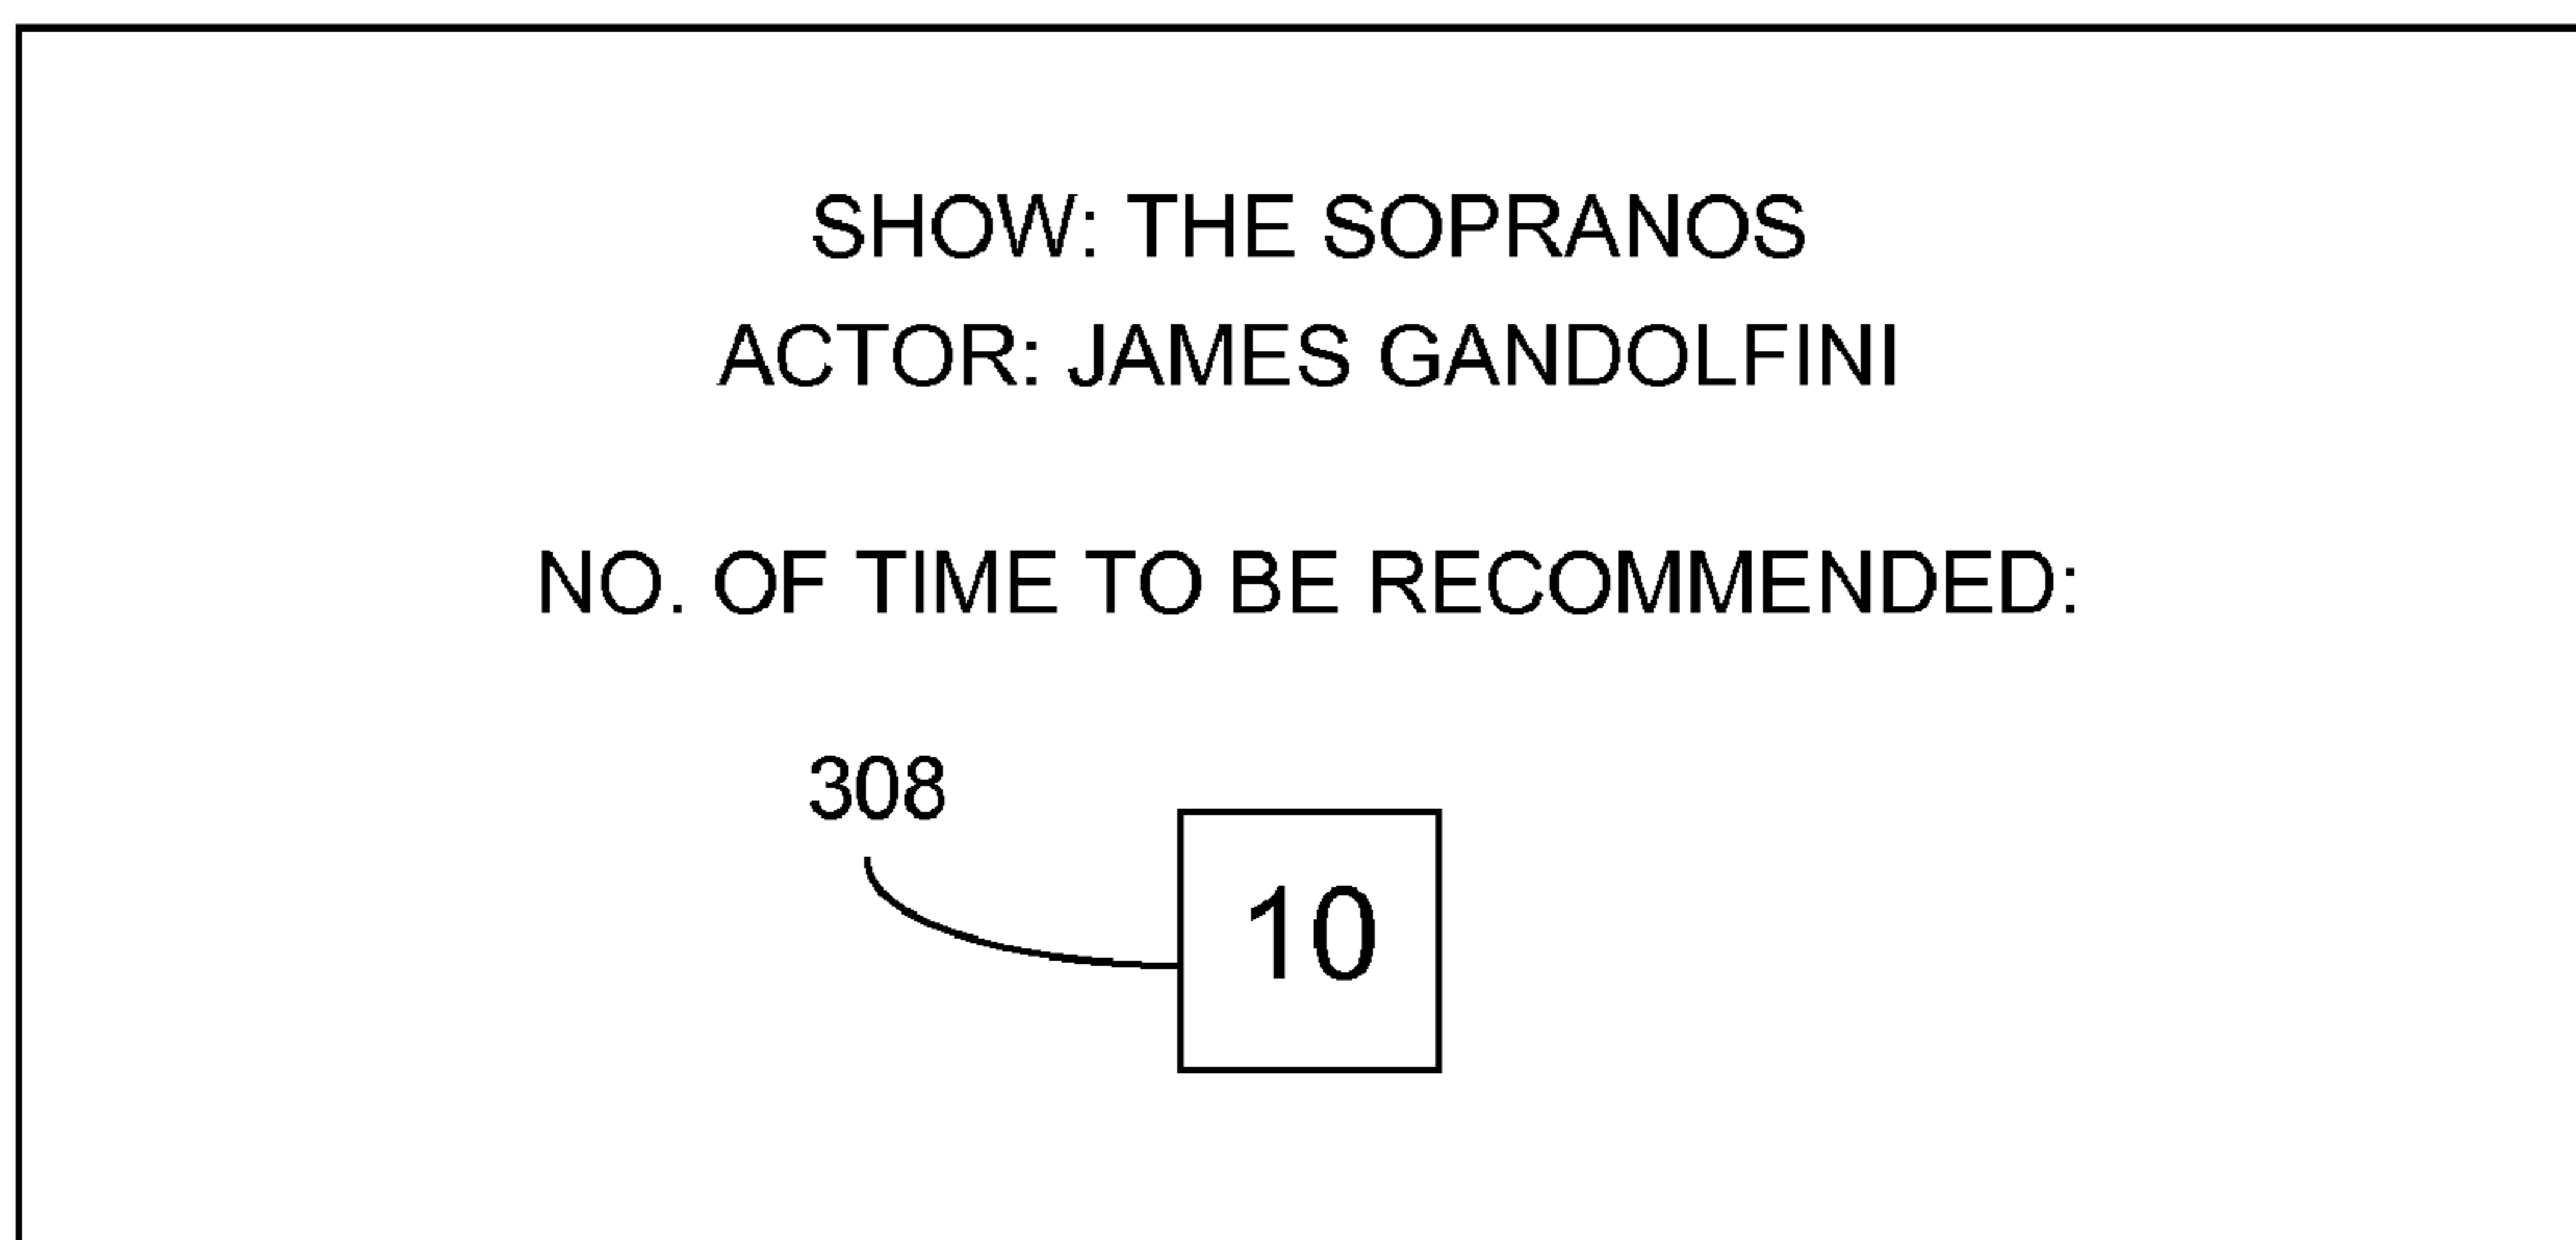 SHOW: THE SOPRANOS
ACTOR: JAMES GANDOLFINI
NO. OF TIME TO BE RECOMMENDED:
308
10